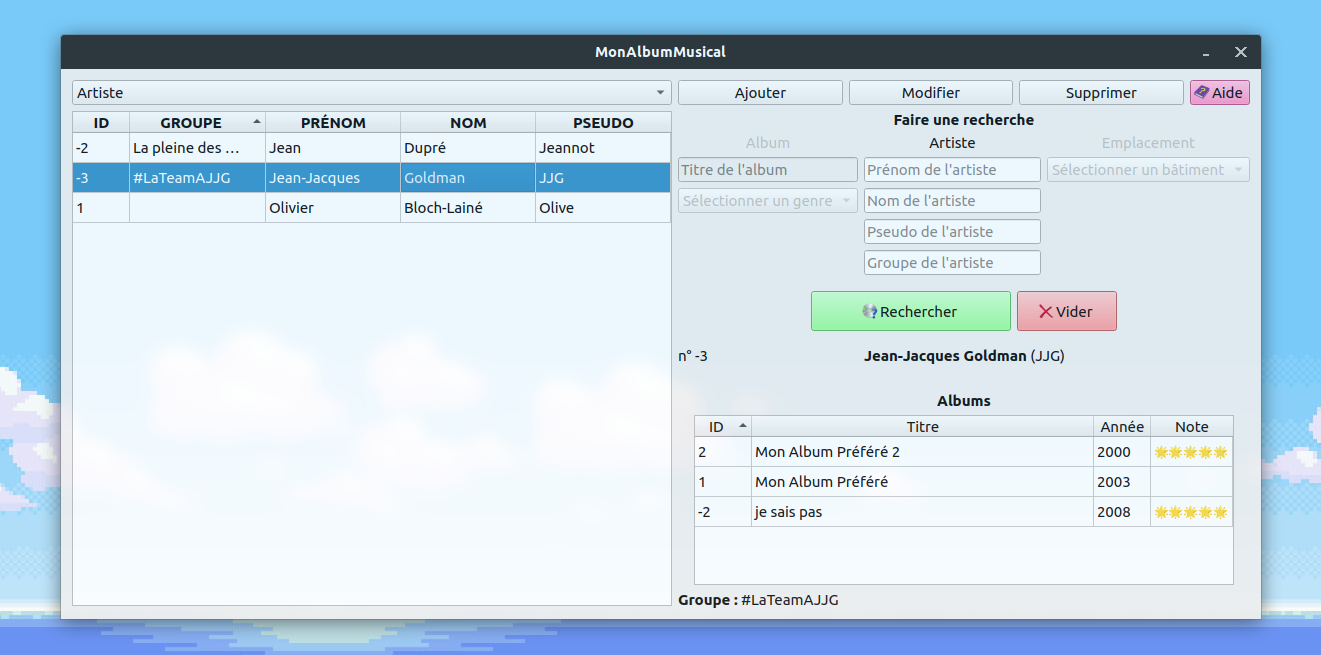 MonAlbumMusical
Artiste
Ajouter
Modifier
Supprimer
Aide
ID GROUPE PRÉNOM NOM PSEUDO
-2 La pleine des … Jean Dupré Jeannot
-3 #LaTeamAJJG Jean-Jacques Goldman JJG
1 Olivier Bloch-Lainé Olive
Faire une recherche
Album
Titre de l'album
Sélectionner un genre
Artiste
Prénom de l'artiste
Nom de l'artiste
Pseudo de l'artiste
Groupe de l'artiste
Emplacement
Sélectionner un bâtiment
Rechercher
Vider
n° -3
Jean-Jacques Goldman (JJG)
Albums
ID Titre Année Note
2 Mon Album Préféré 2 2000
1 Mon Album Préféré 2003
-2 je sais pas 2008
Groupe : #LaTeamAJJG